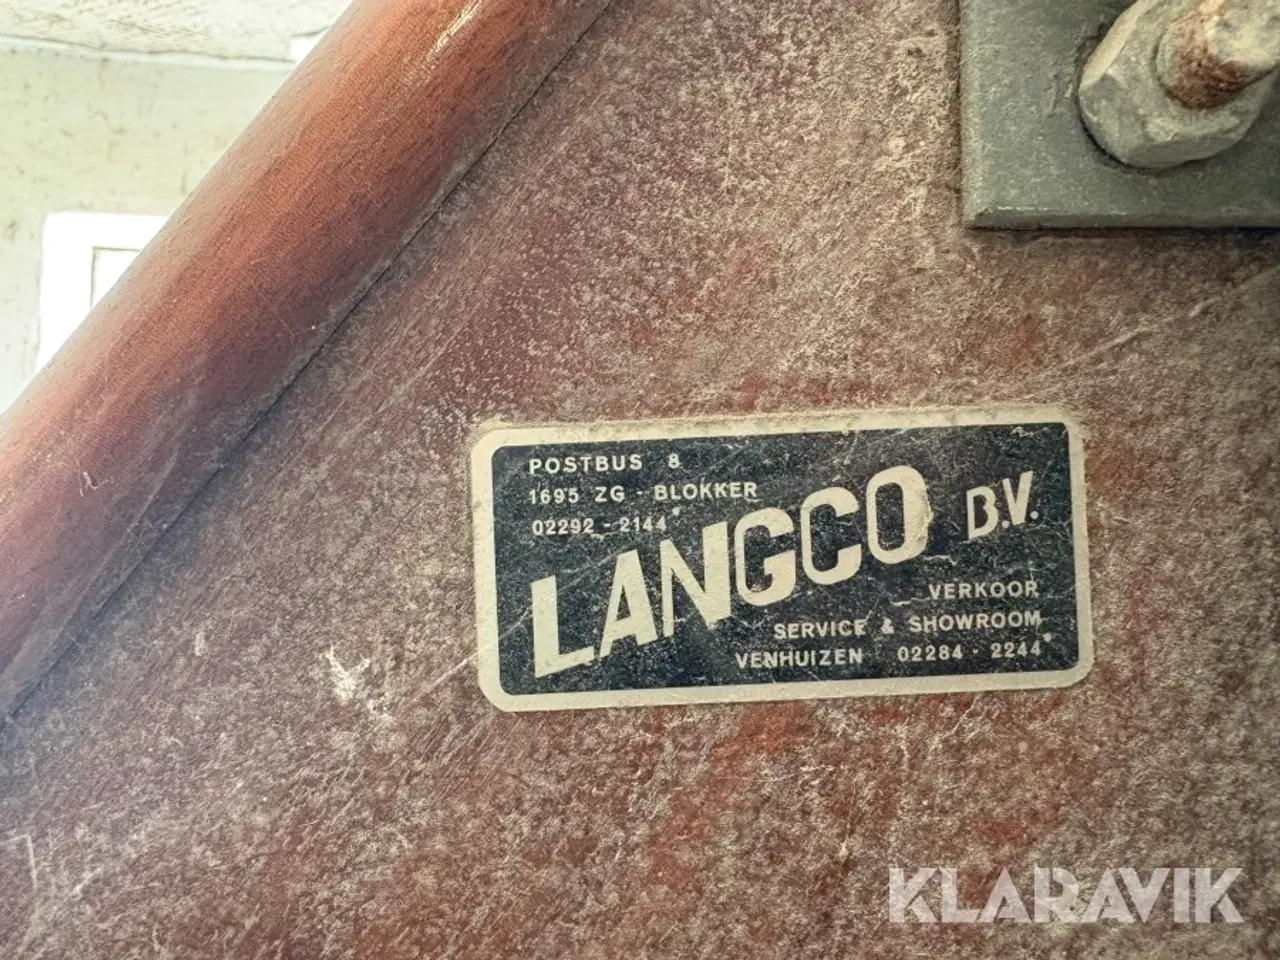 POSTBUS 8
1695 ZG - BLOKKER
02292 - 2144*
LANGCO B.V.
VERKOOP
SERVICE & SHOWROOM
VENHUIZEN 02284 - 2244*
KLARAVIK